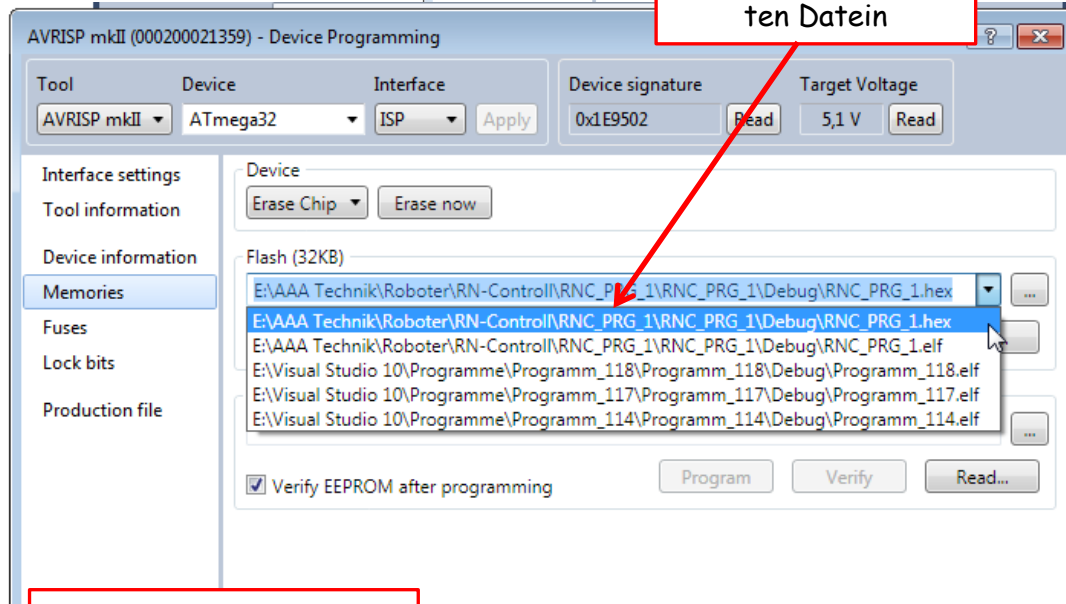 ten Datein
AVRISP mkII (000200021359) - Device Programming
Tool Device Interface Device signature Target Voltage
AVRISP mkII ATmega32 ISP Apply 0x1E9502 Read 5,1 V Read
Interface settings
Tool information
Device information
Memories
Fuses
Lock bits
Production file
Device
Erase Chip Erase now
Flash (32KB)
E:\AAA Technik\Roboter\RN-Controll\RNC_PRG_1\RNC_PRG_1\Debug\RNC_PRG_1.hex ...
E:\AAA Technik\Roboter\RN-Controll\RNC_PRG_1\RNC_PRG_1\Debug\RNC_PRG_1.hex
E:\AAA Technik\Roboter\RN-Controll\RNC_PRG_1\RNC_PRG_1\Debug\RNC_PRG_1.elf
E:\Visual Studio 10\Programme\Programm_118\Programm_118\Debug\Programm_118.elf
E:\Visual Studio 10\Programme\Programm_117\Programm_117\Debug\Programm_117.elf
E:\Visual Studio 10\Programme\Programm_114\Programm_114\Debug\Programm_114.elf
...
Verify EEPROM after programming Program Verify Read...